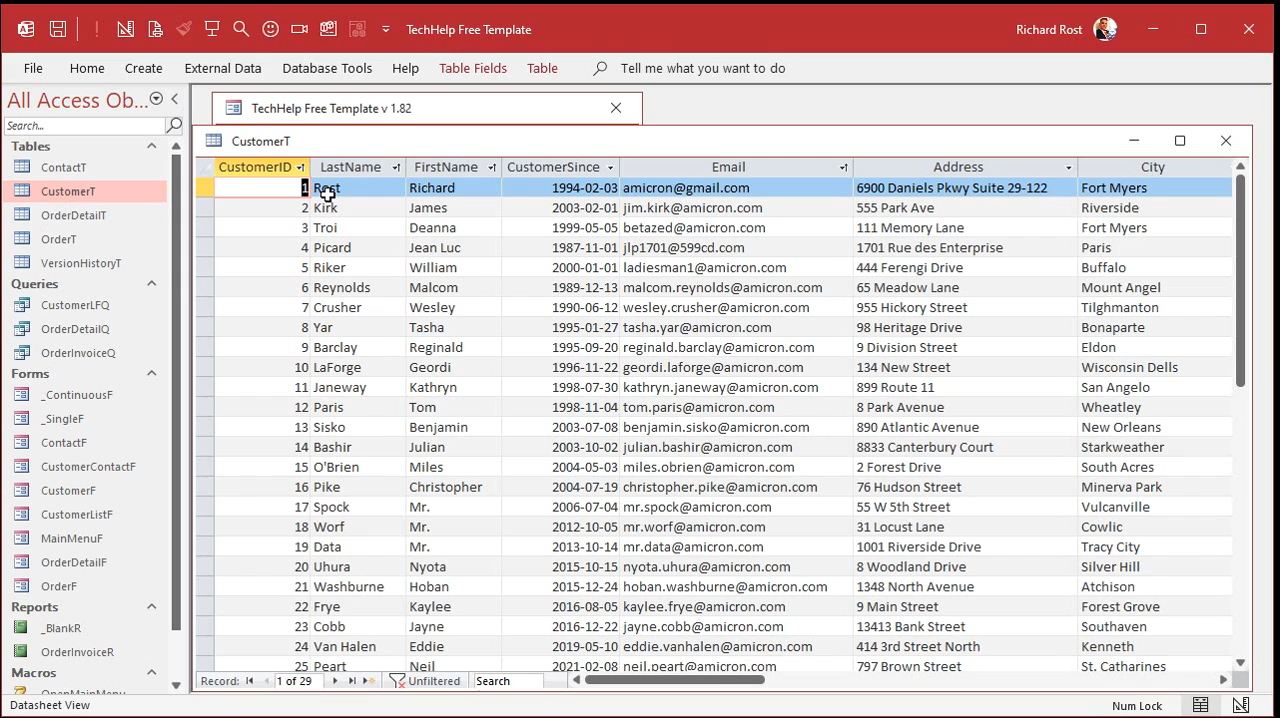 TechHelp Free Template
Richard Rost
File Home Create External Data Database Tools Help Table Fields Table Tell me what you want to do
All Access Ob...
Search...
Tables
ContactT
CustomerT
OrderDetailT
OrderT
VersionHistoryT
Queries
CustomerLFQ
OrderDetailQ
OrderInvoiceQ
Forms
_ContinuousF
_SingleF
ContactF
CustomerContactF
CustomerF
CustomerListF
MainMenuF
OrderDetailF
OrderF
Reports
_BlankR
OrderInvoiceR
Macros
OpenMainMenu
TechHelp Free Template v 1.82
CustomerT
CustomerID LastName FirstName CustomerSince Email Address City
1 Rost Richard 1994-02-03 amicron@gmail.com 6900 Daniels Pkwy Suite 29-122 Fort Myers
2 Kirk James 2003-02-01 jim.kirk@amicron.com 555 Park Ave Riverside
3 Troi Deanna 1999-05-05 betazed@amicron.com 111 Memory Lane Fort Myers
4 Picard Jean Luc 1987-11-01 jlp1701@599cd.com 1701 Rue des Enterprise Paris
5 Riker William 2000-01-01 ladiesman1@amicron.com 444 Ferengi Drive Buffalo
6 Reynolds Malcom 1989-12-13 malcom.reynolds@amicron.com 65 Meadow Lane Mount Angel
7 Crusher Wesley 1990-06-12 wesley.crusher@amicron.com 955 Hickory Street Tilghmanton
8 Yar Tasha 1995-01-27 tasha.yar@amicron.com 98 Heritage Drive Bonaparte
9 Barclay Reginald 1995-09-20 reginald.barclay@amicron.com 9 Division Street Eldon
10 LaForge Geordi 1996-11-22 geordi.laforge@amicron.com 134 New Street Wisconsin Dells
11 Janeway Kathryn 1998-07-30 kathryn.janeway@amicron.com 899 Route 11 San Angelo
12 Paris Tom 1998-11-04 tom.paris@amicron.com 8 Park Avenue Wheatley
13 Sisko Benjamin 2003-07-08 benjamin.sisko@amicron.com 890 Atlantic Avenue New Orleans
14 Bashir Julian 2003-10-02 julian.bashir@amicron.com 8833 Canterbury Court Starkweather
15 O'Brien Miles 2004-05-03 miles.obrien@amicron.com 2 Forest Drive South Acres
16 Pike Christopher 2004-07-19 christopher.pike@amicron.com 76 Hudson Street Minerva Park
17 Spock Mr. 2006-07-04 mr.spock@amicron.com 55 W 5th Street Vulcanville
18 Worf Mr. 2012-10-05 mr.worf@amicron.com 31 Locust Lane Cowlic
19 Data Mr. 2013-10-14 mr.data@amicron.com 1001 Riverside Drive Tracy City
20 Uhura Nyota 2015-10-15 nyota.uhura@amicron.com 8 Woodland Drive Silver Hill
21 Washburne Hoban 2015-12-24 hoban.washburne@amicron.com 1348 North Avenue Atchison
22 Frye Kaylee 2016-08-05 kaylee.frye@amicron.com 9 Main Street Forest Grove
23 Cobb Jayne 2016-12-22 jayne.cobb@amicron.com 13413 Bank Street Southaven
24 Van Halen Eddie 2019-05-10 eddie.vanhalen@amicron.com 414 3rd Street North Kenneth
25 Peart Neil 2021-02-08 neil.peart@amicron.com 797 Brown Street St. Charities
Record: 1 of 29 Unfiltered Search
Datasheet View
Num Lock